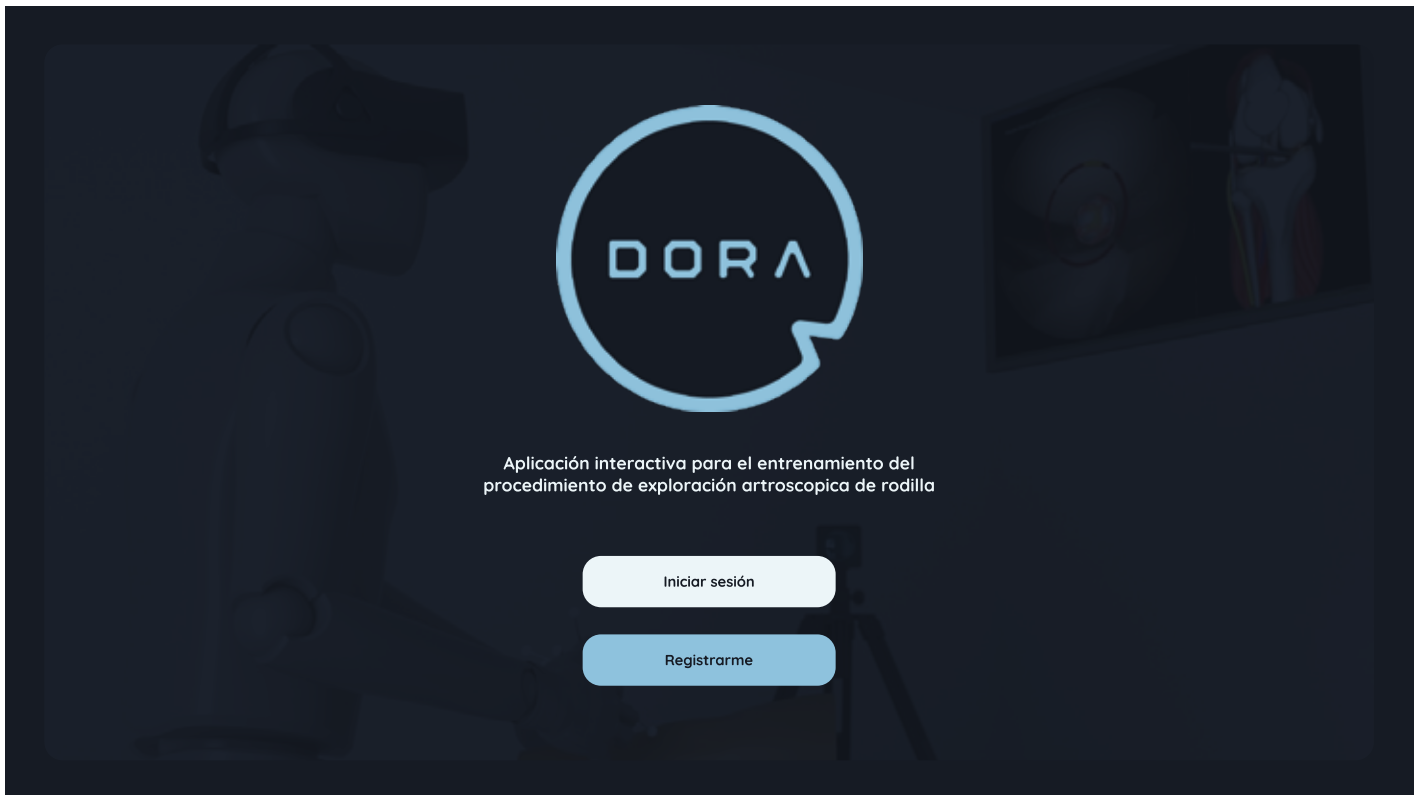 DORA
Aplicación interactiva para el entrenamiento del
procedimiento de exploración artroscopica de rodilla
Iniciar sesión
Registrarme